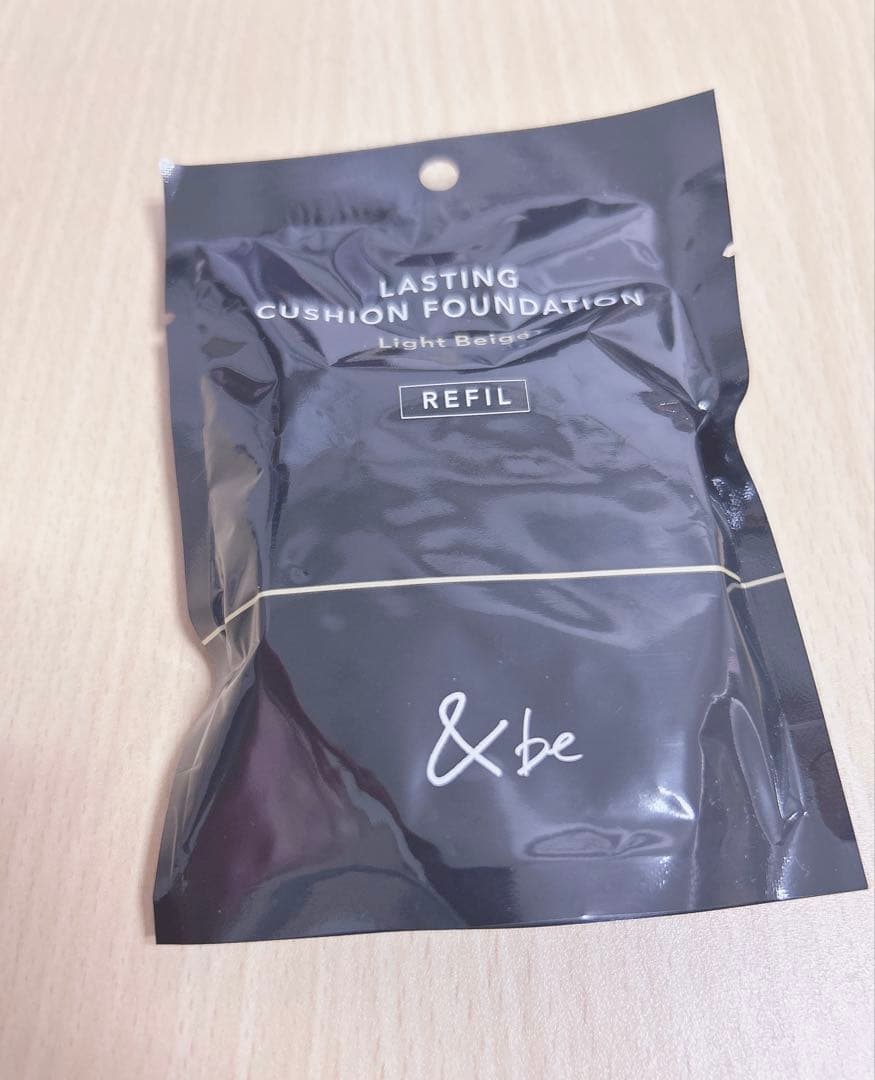 LASTING
CUSHION FOUNDATION
Light Beige
REFIL
&be